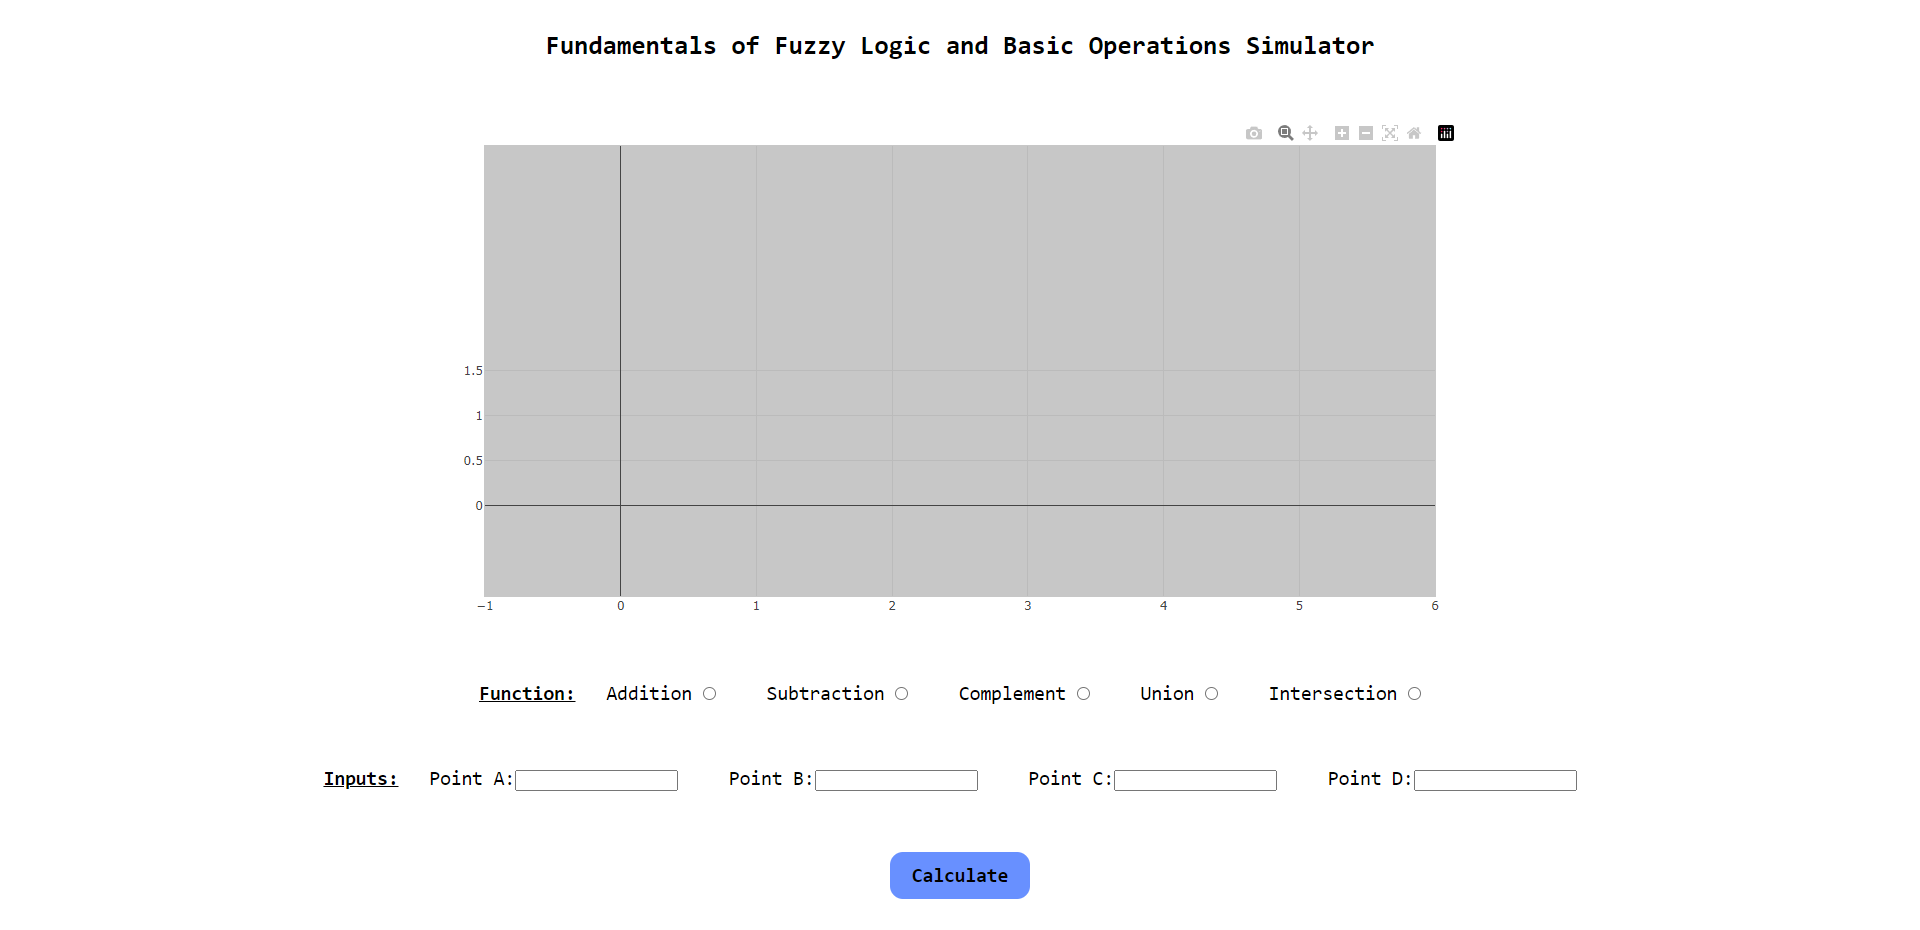 Fundamentals of Fuzzy Logic and Basic Operations Simulator
1.5
1
0.5
0
−1 0 1 2 3 4 5 6
Function: Addition Subtraction Complement Union Intersection
Inputs: Point A: Point B: Point C: Point D:
Calculate